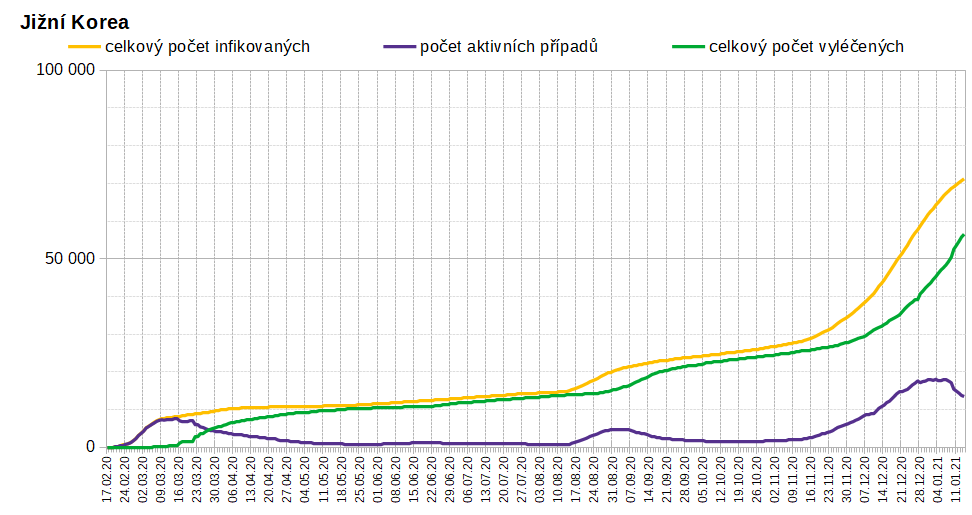 Jižní Korea
celkový počet infikovaných počet aktivních případů celkový počet vyléčených
100 000
50 000
0
17.02.20 24.02.20 02.03.20 09.03.20 16.03.20 23.03.20 30.03.20 06.04.20 13.04.20 20.04.20 27.04.20 04.05.20 11.05.20 18.05.20 25.05.20 01.06.20 08.06.20 15.06.20 22.06.20 29.06.20 06.07.20 13.07.20 20.07.20 27.07.20 03.08.20 10.08.20 17.08.20 24.08.20 31.08.20 07.09.20 14.09.20 21.09.20 28.09.20 05.10.20 12.10.20 19.10.20 26.10.20 02.11.20 09.11.20 16.11.20 23.11.20 30.11.20 07.12.20 14.12.20 21.12.20 28.12.20 04.01.21 11.01.21